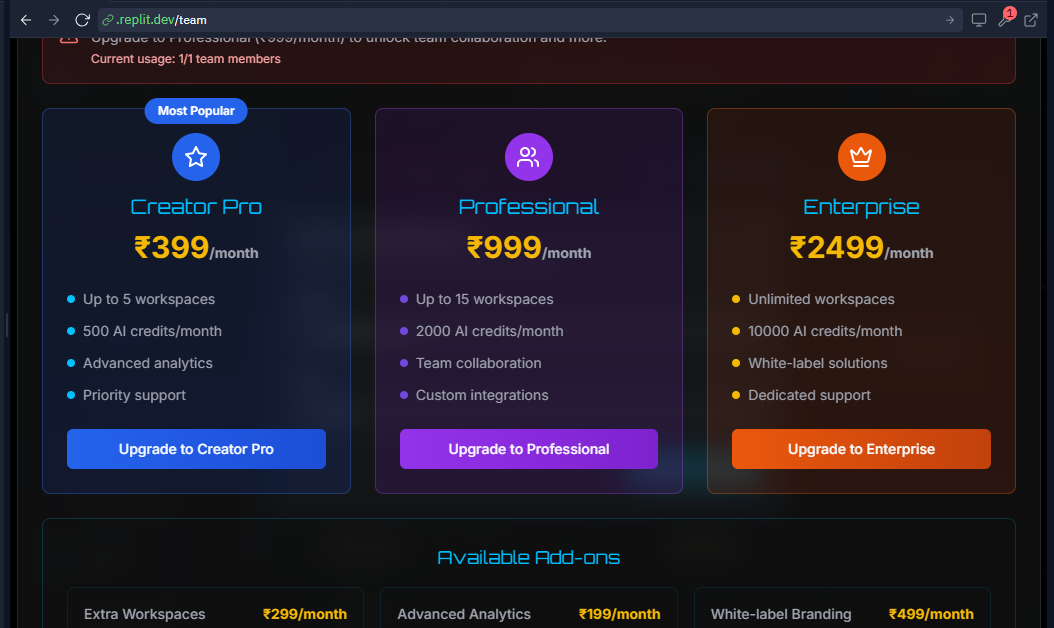 .replit.dev/team
1
Upgrade to Professional (₹999/month) to unlock team collaboration and more.
Current usage: 1/1 team members
Most Popular
Creator Pro
₹399/month
Up to 5 workspaces
500 AI credits/month
Advanced analytics
Priority support
Upgrade to Creator Pro
Professional
₹999/month
Up to 15 workspaces
2000 AI credits/month
Team collaboration
Custom integrations
Upgrade to Professional
Enterprise
₹2499/month
Unlimited workspaces
10000 AI credits/month
White-label solutions
Dedicated support
Upgrade to Enterprise
Available Add-ons
Extra Workspaces ₹299/month
Advanced Analytics ₹199/month
White-label Branding ₹499/month